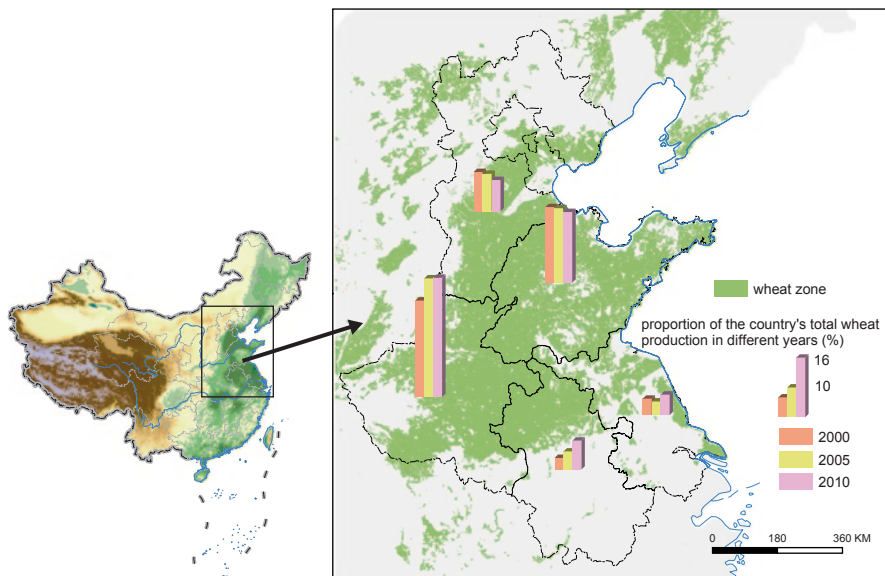 wheat zone
proportion of the country's total wheat
production in different years (%)
16
10
2000
2005
2010
0 180 360 KM